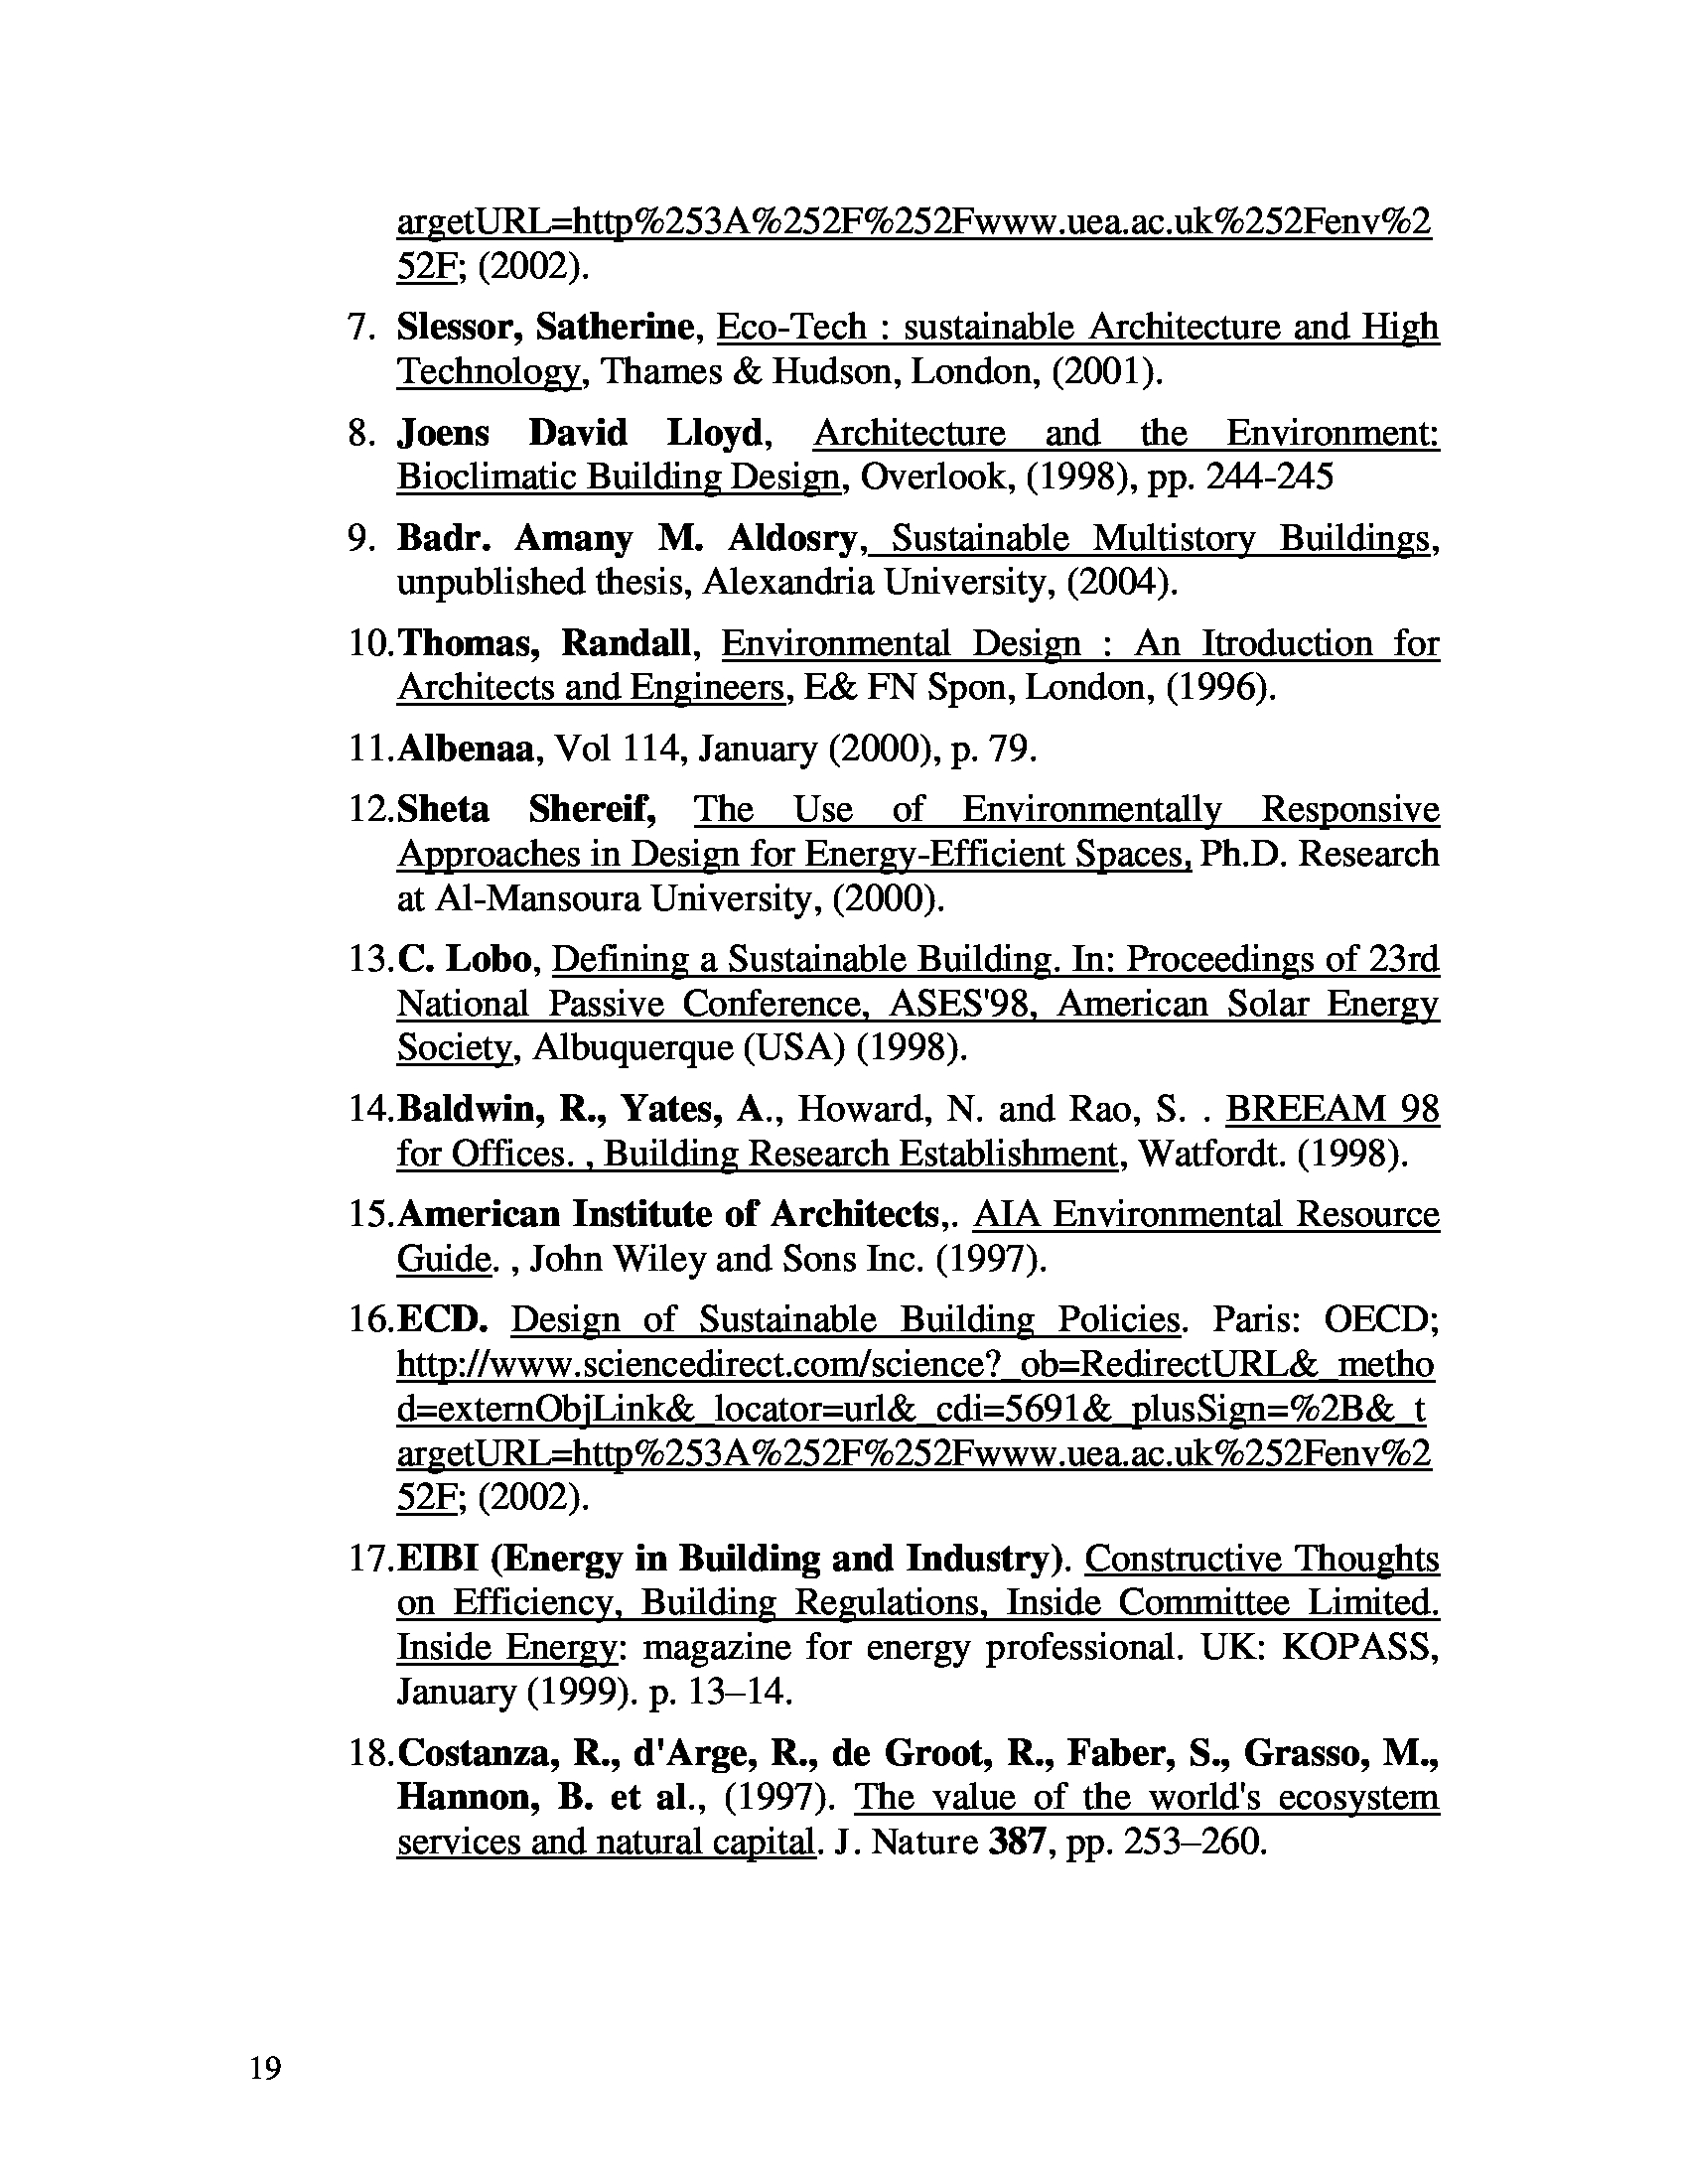 argetURL=http%253A%252F%252Fwww.uea.ac.uk%252Fenv%2
52F; (2002).
7. Slessor, Satherine, Eco-Tech : sustainable Architecture and High
Technology, Thames & Hudson, London, (2001).
8. Joens David Lloyd, Architecture and the Environment:
Bioclimatic Building Design, Overlook, (1998), pp. 244-245
9. Badr. Amany M. Aldosry, Sustainable Multistory Buildings,
unpublished thesis, Alexandria University, (2004).
10.Thomas, Randall, Environmental Design : An Itroduction for
Architects and Engineers, E& FN Spon, London, (1996).
11.Albenaa, Vol 114, January (2000), p. 79.
12.Sheta Shereif, The Use of Environmentally Responsive
Approaches in Design for Energy-Efficient Spaces, Ph.D. Research
at Al-Mansoura University, (2000).
13.C. Lobo, Defining a Sustainable Building. In: Proceedings of 23rd
National Passive Conference, ASES'98, American Solar Energy
Society, Albuquerque (USA) (1998).
14.Baldwin, R., Yates, A., Howard, N. and Rao, S. . BREEAM 98
for Offices. , Building Research Establishment, Watfordt. (1998).
15.American Institute of Architects,. AIA Environmental Resource
Guide. , John Wiley and Sons Inc. (1997).
16.ECD. Design of Sustainable Building Policies. Paris: OECD;
http://www.sciencedirect.com/science?_ob=RedirectURL&_metho
d=externObjLink&_locator=url&_cdi=5691&_plusSign=%2B&_t
argetURL=http%253A%252F%252Fwww.uea.ac.uk%252Fenv%2
52F; (2002).
17.EIBI (Energy in Building and Industry). Constructive Thoughts
on Efficiency, Building Regulations, Inside Committee Limited.
Inside Energy: magazine for energy professional. UK: KOPASS,
January (1999). p. 13–14.
18.Costanza, R., d'Arge, R., de Groot, R., Faber, S., Grasso, M.,
Hannon, B. et al., (1997). The value of the world's ecosystem
services and natural capital. J. Nature 387, pp. 253–260.
19